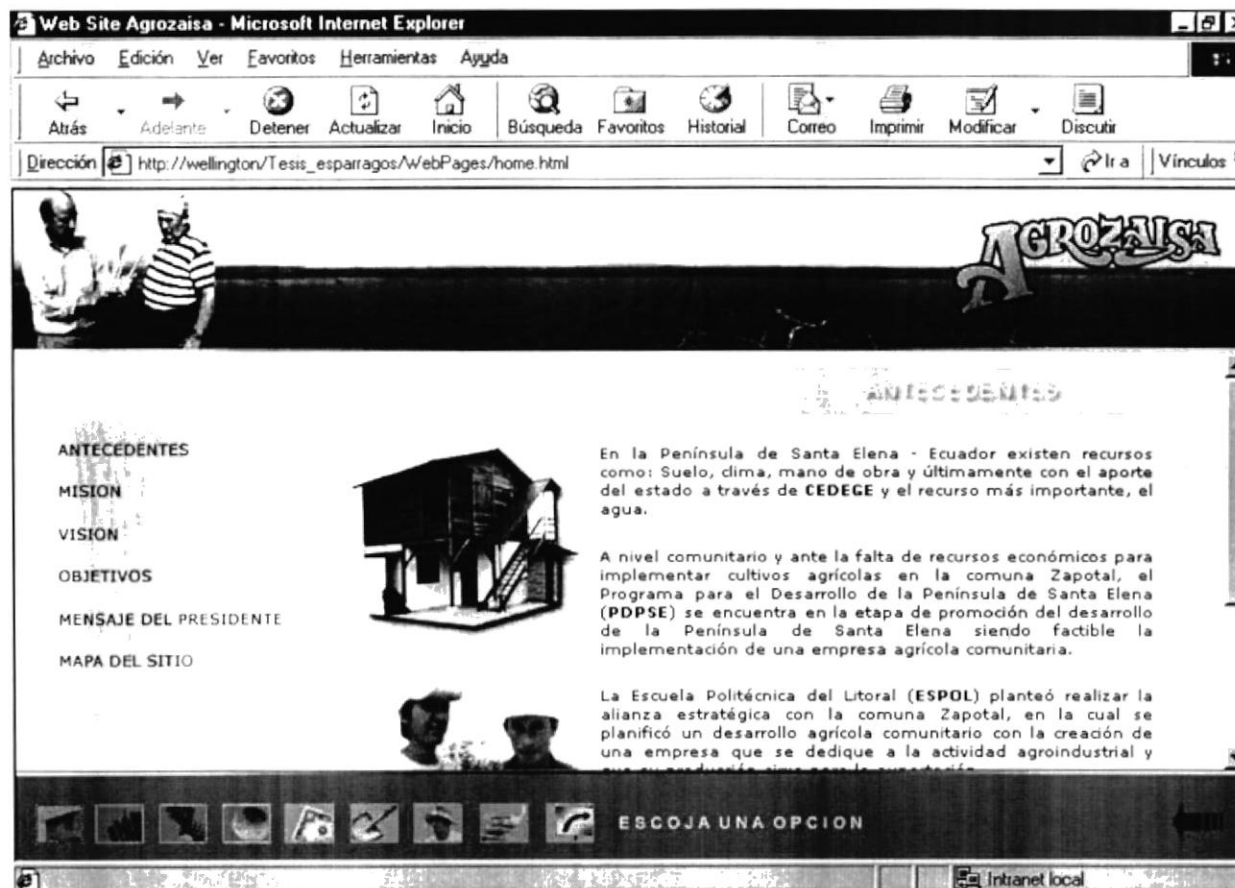 Web Site Agrozaisa - Microsoft Internet Explorer
Archivo Edición Ver Favoritos Herramientas Ayuda
Atrás Adelante Detener Actualizar Inicio Búsqueda Favoritos Historial Correo Imprimir Modificar Discutir
Dirección http://wellington/Tesis_esparragos/WebPages/home.html Ir a Vínculos
AGROZAISA
ANTECEDENTES
ANTECEDENTES
MISION
VISION
OBJETIVOS
MENSAJE DEL PRESIDENTE
MAPA DEL SITIO
En la Península de Santa Elena - Ecuador existen recursos
como: Suelo, clima, mano de obra y últimamente con el aporte
del estado a través de CEDEGE y el recurso más importante, el
agua.
A nivel comunitario y ante la falta de recursos económicos para
implementar cultivos agrícolas en la comuna Zapotal, el
Programa para el Desarrollo de la Península de Santa Elena
(PDPSE) se encuentra en la etapa de promoción del desarrollo
de la Península de Santa Elena siendo factible la
implementación de una empresa agrícola comunitaria.
La Escuela Politécnica del Litoral (ESPOL) planteó realizar la
alianza estratégica con la comuna Zapotal, en la cual se
planificó un desarrollo agrícola comunitario con la creación de
una empresa que se dedique a la actividad agroindustrial y
ESCOJA UNA OPCION
Intranet local